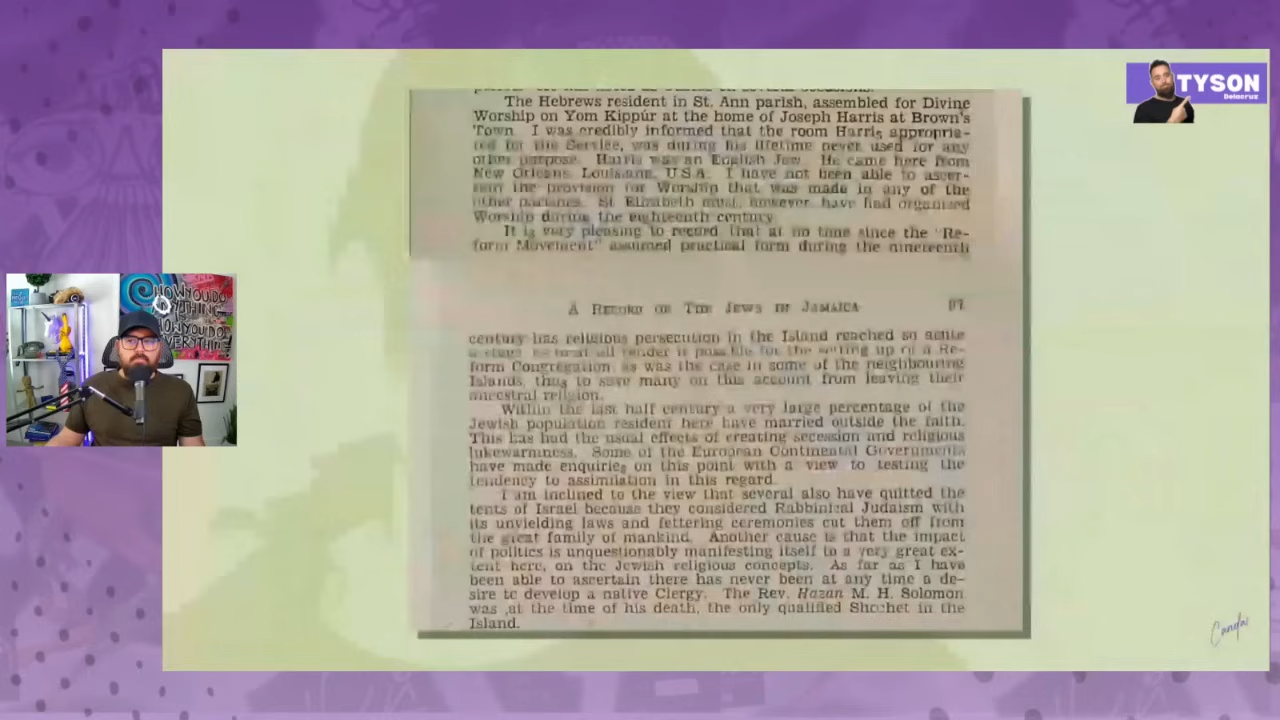 The Hebrews resident in St. Ann parish, assembled for Divine
Worship on Yom Kippúr at the home of Joseph Harris at Brown's
Town. I was credibly informed that the room Harris appropria-
ted for the Service, was during his lifetime never used for any
other purpose. Harris was an English Jew. He came here from
New Orleans, Louisiana, U.S.A. I have not been able to ascer-
tain the provision for Worship that was made in any of the
other parishes. St. Elizabeth must, however, have had organised
Worship during the eighteenth century.
It is very pleasing to record that at no time since the "Re-
form Movement" assumed practical form during the nineteenth
A RECORD OF THE JEWS IN JAMAICA 97
century has religious persecution in the Island reached so acute
a stage for the setting up of a Re-
form Congregation, as was the case in some of the neighbouring
Islands, thus to save many on this account from leaving their
ancestral religion.
Within the last half century a very large percentage of the
Jewish population resident here have married outside the faith.
This has had the usual effects of creating secession and religious
lukewarmness. Some of the European Continental Governments
have made enquiries on this point with a view to testing the
tendency to assimilation in this regard.
I am inclined to the view that several also have quitted the
tents of Israel because they considered Rabbinical Judaism with
its unyielding laws and fettering ceremonies cut them off from
the great family of mankind. Another cause is that the impact
of politics is unquestionably manifesting itself to a very great ex-
tent here, on the Jewish religious concepts. As far as I have
been able to ascertain there has never been at any time a de-
sire to develop a native Clergy. The Rev. Hazan M. H. Solomon
was ,at the time of his death, the only qualified Shochet in the
Island.
TYSON
HOW YOU DO
ANYTHING
HOW YOU DO
EVERYTHING
Candac